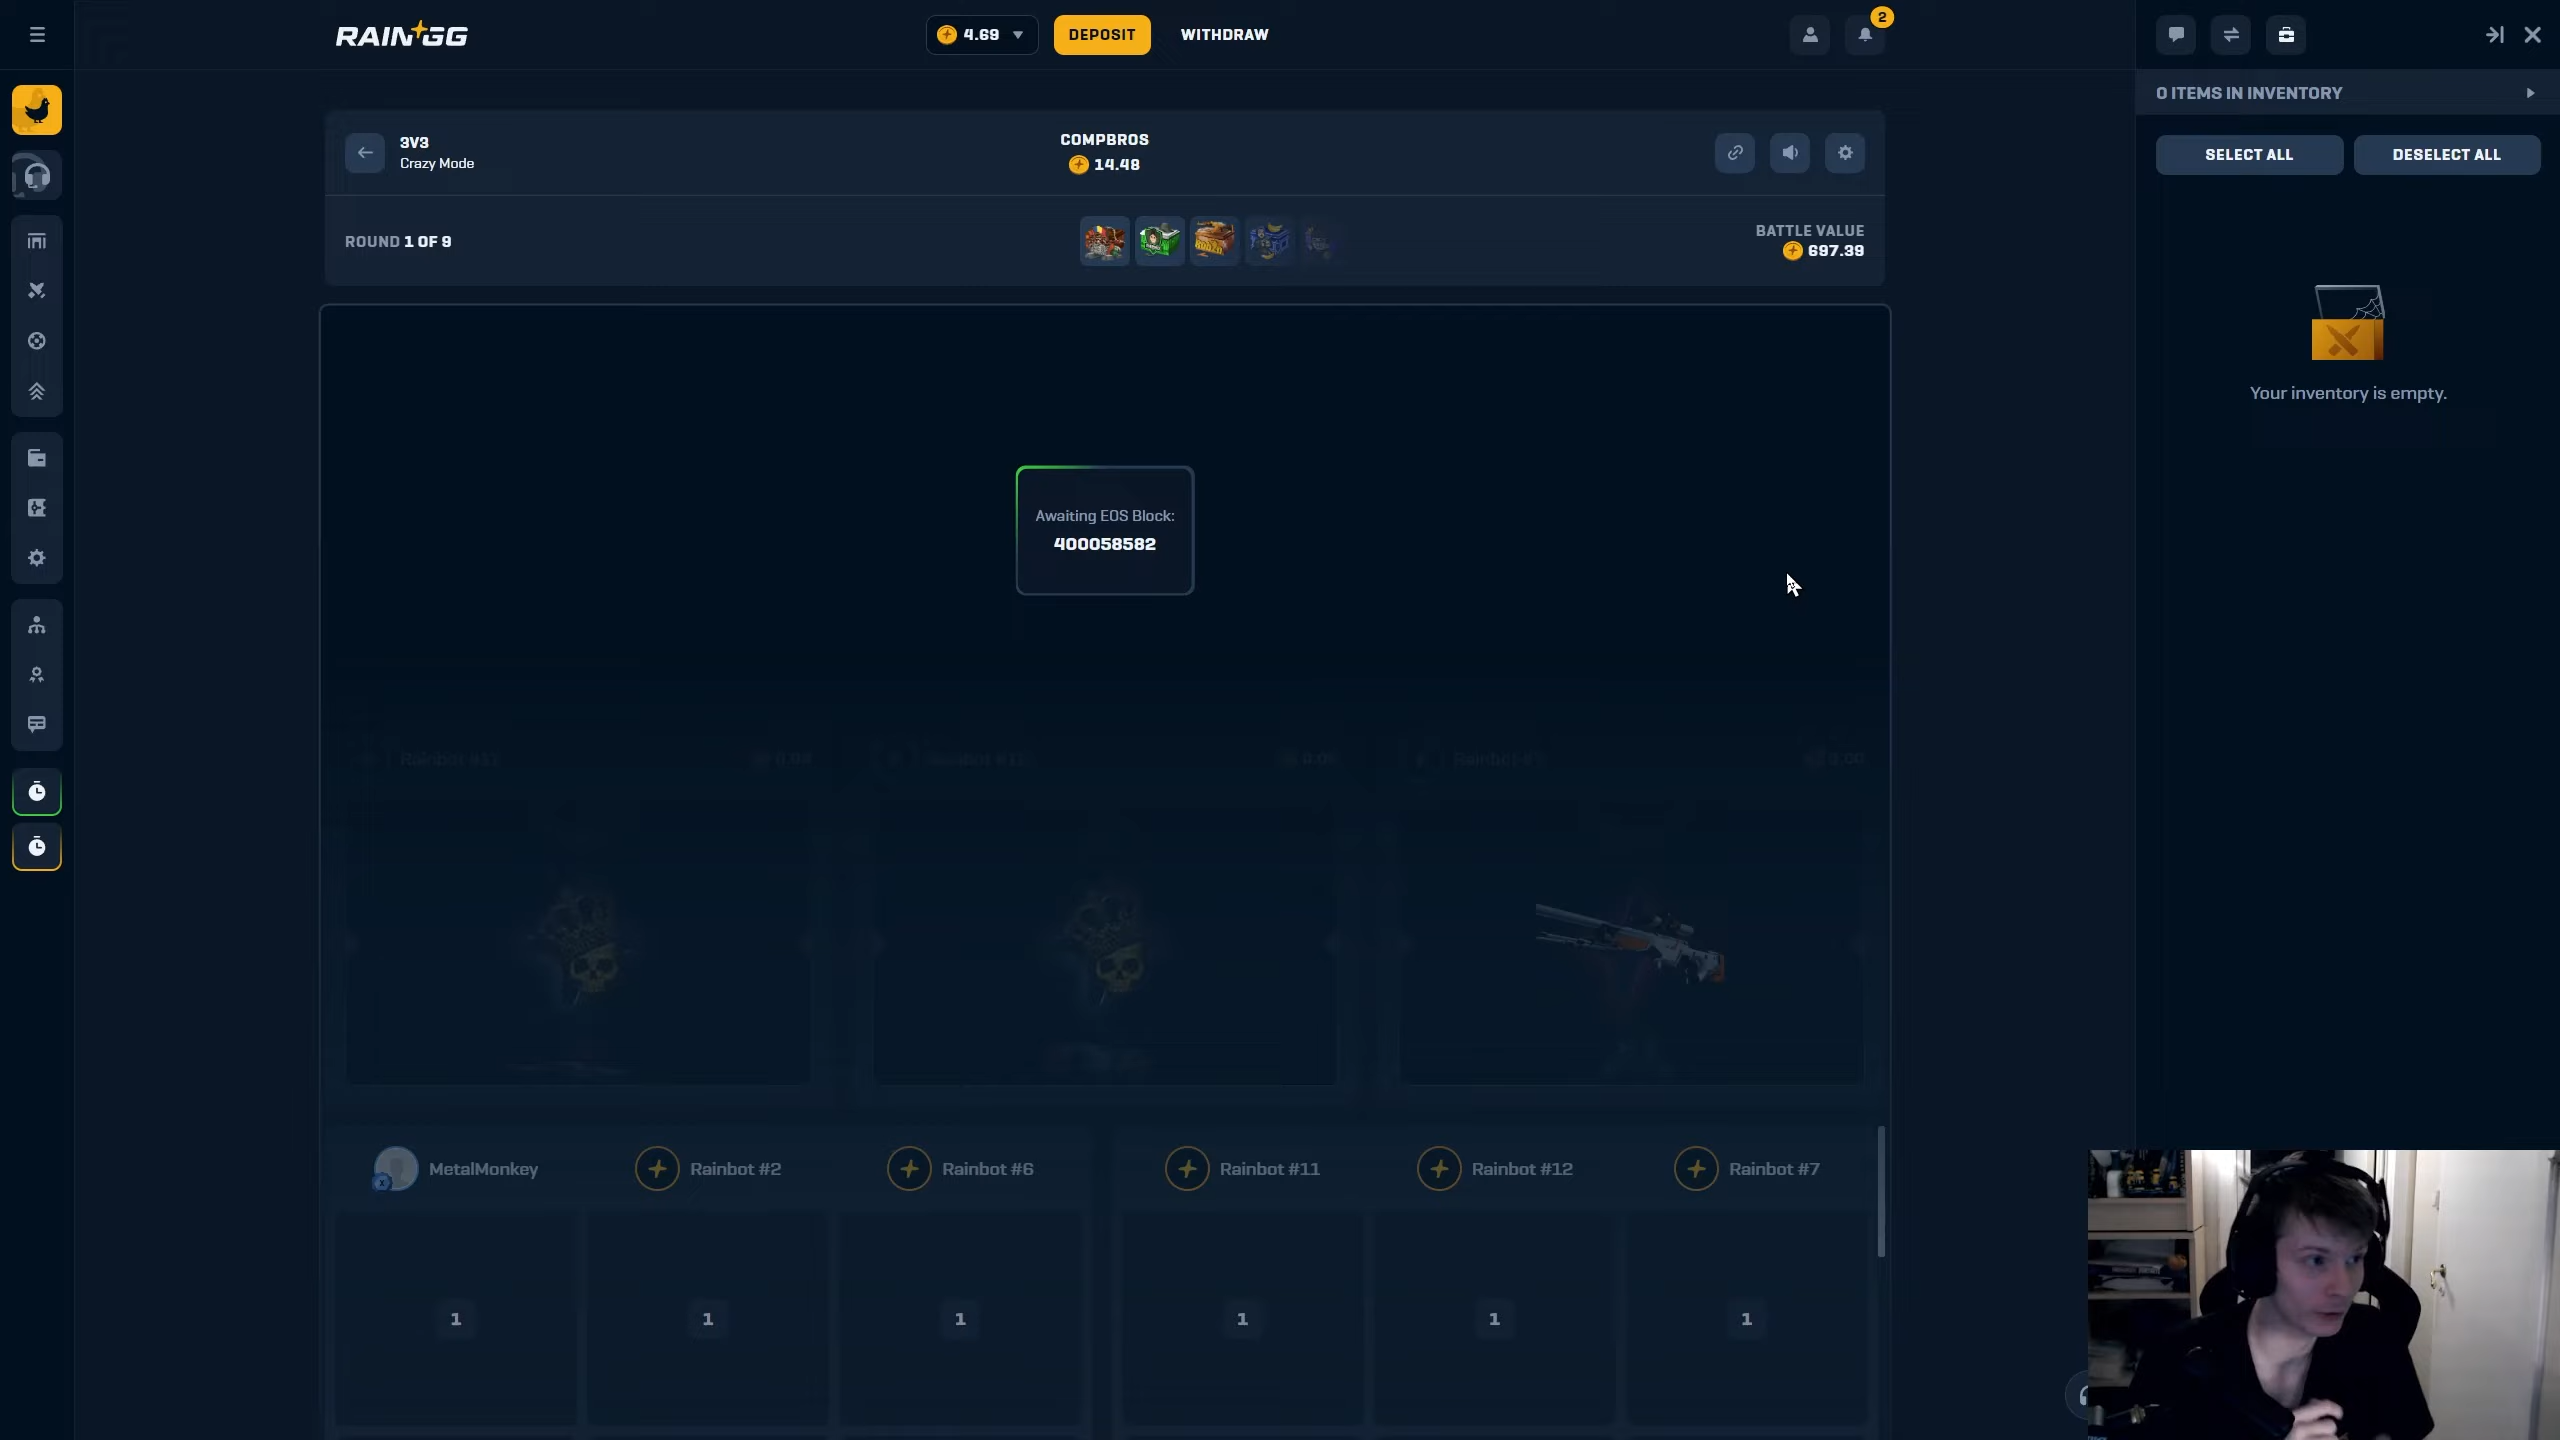 RAIN GG
4.69
DEPOSIT
WITHDRAW
2
0 ITEMS IN INVENTORY
SELECT ALL
DESELECT ALL
Your inventory is empty.
3V3
Crazy Mode
COMPBROS
14.48
ROUND 1 OF 9
BATTLE VALUE
697.39
Awaiting EOS Block:
400058582
MetalMonkey
Rainbot #2
Rainbot #6
Rainbot #11
Rainbot #12
Rainbot #7
1
1
1
1
1
1